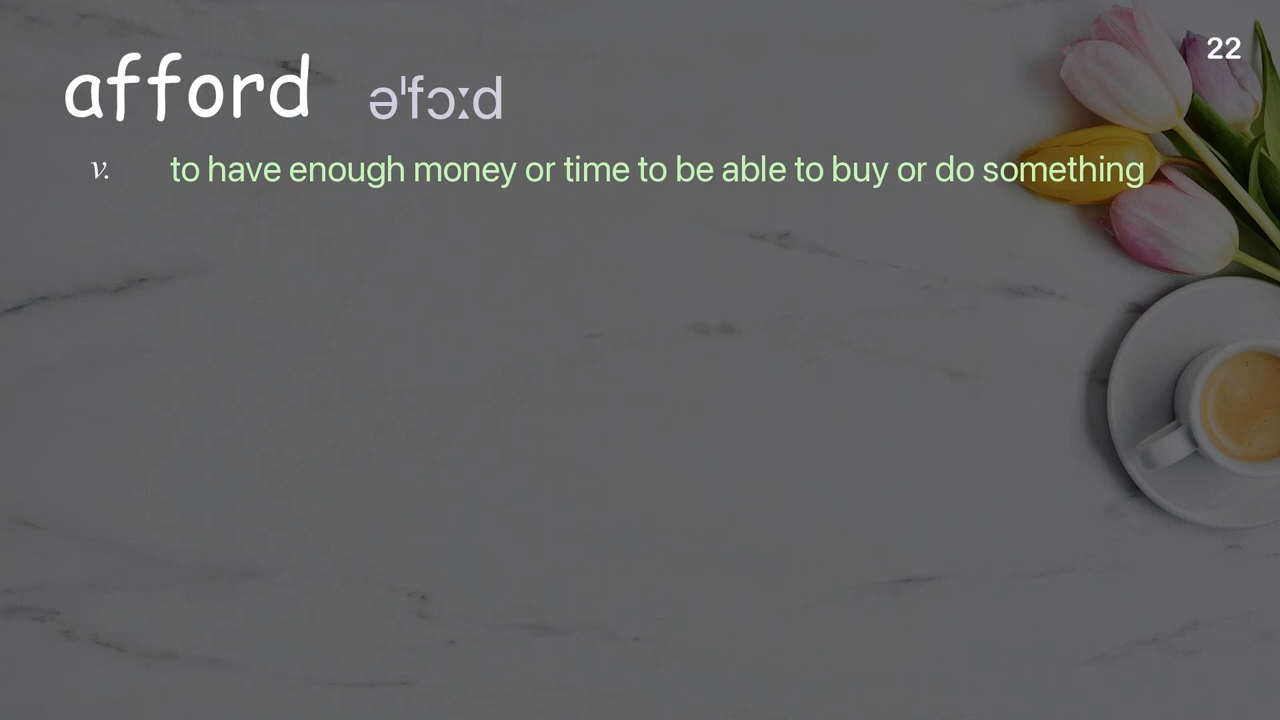 22
afford əˈfɔːd
v. to have enough money or time to be able to buy or do something